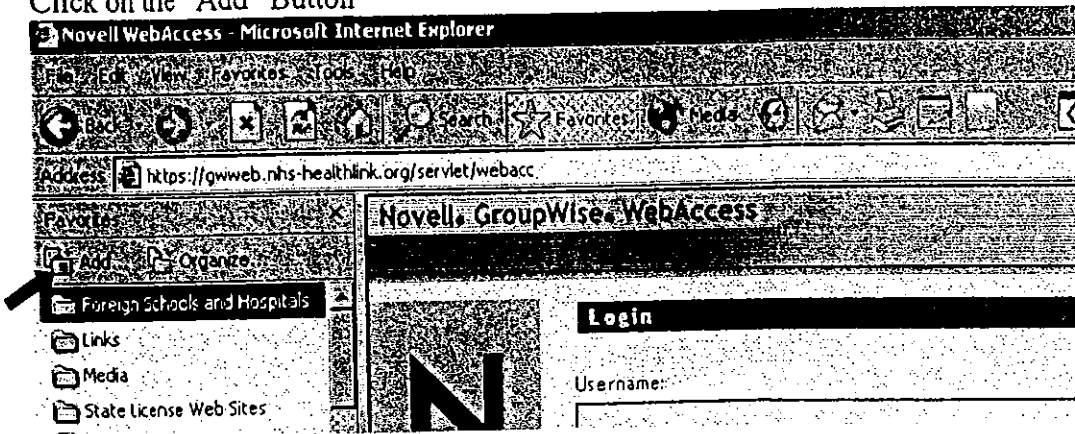 Click on the "Add" Button
Novell WebAccess - Microsoft Internet Explorer
File Edit View Favorites Tools Help
Back Search Favorites Media
Address https://gwweb.nhs-healthlink.org/servlet/webacc
Favorites
Novell® GroupWise® WebAccess
Add Organize
Foreign Schools and Hospitals
Login
Links
Media
Username:
State License Web Sites
N